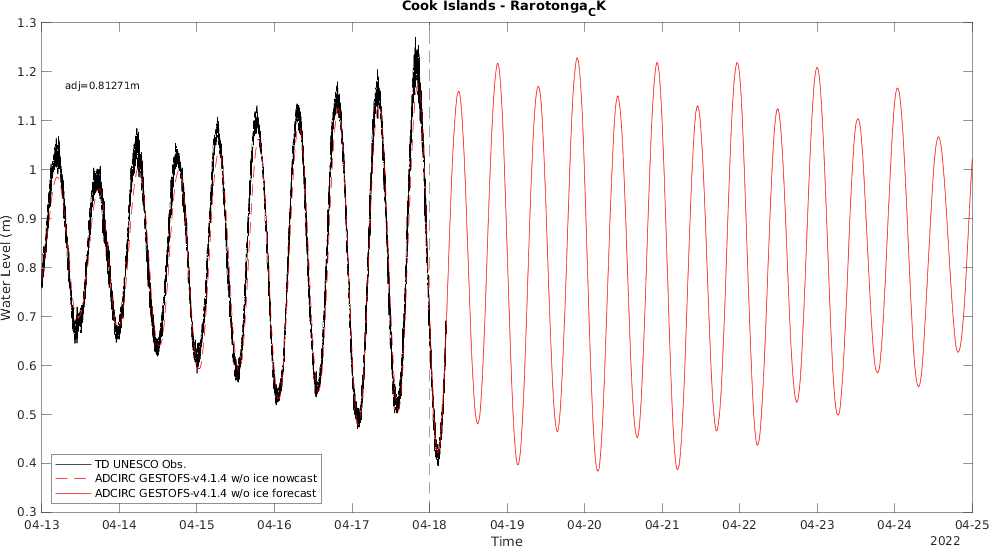 Cook Islands - Rarotonga_CK
adj=0.81271m
Water Level (m)
1.3
1.2
1.1
1
0.9
0.8
0.7
0.6
0.5
0.4
0.3
TD UNESCO Obs.
ADCIRC GESTOFS-v4.1.4 w/o ice nowcast
ADCIRC GESTOFS-v4.1.4 w/o ice forecast
04-13 04-14 04-15 04-16 04-17 04-18 04-19 04-20 04-21 04-22 04-23 04-24 04-25
Time
2022